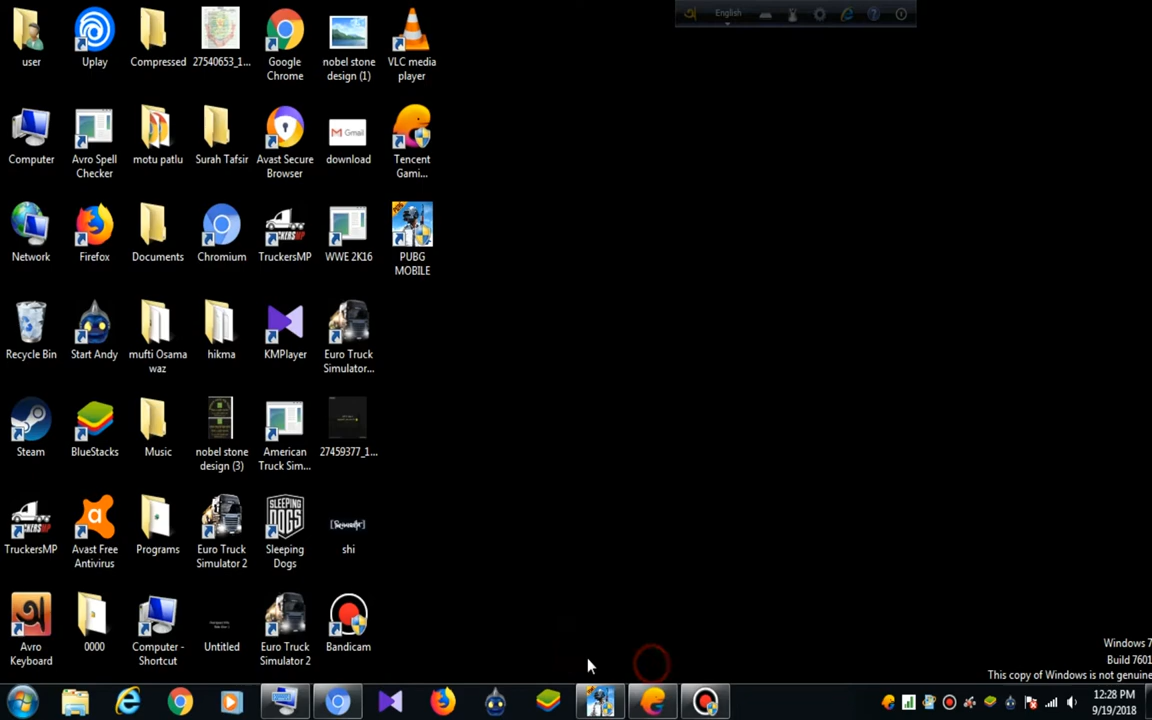 English
user
Uplay
Compressed
27540653_1...
Google
Chrome
nobel stone
design (1)
VLC media
player
Computer
Avro Spell
Checker
motu patlu
Surah Tafsir
Avast Secure
Browser
Gmail
download
Tencent
Gami...
Network
Firefox
Documents
Chromium
TruckersMP
WWE 2K16
PUBG
MOBILE
Recycle Bin
Start Andy
mufti Osama
waz
hikma
KMPlayer
Euro Truck
Simulator...
Steam
BlueStacks
Music
nobel stone
design (3)
American
Truck Sim...
27459377_1...
TruckersMP
Avast Free
Antivirus
Programs
Euro Truck
Simulator 2
SLEEPING
DOGS
Sleeping
Dogs
shi
Avro
Keyboard
0000
Computer -
Shortcut
Untitled
Euro Truck
Simulator 2
Bandicam
Windows 7
Build 7601
This copy of Windows is not genuine
12:28 PM
9/19/2018